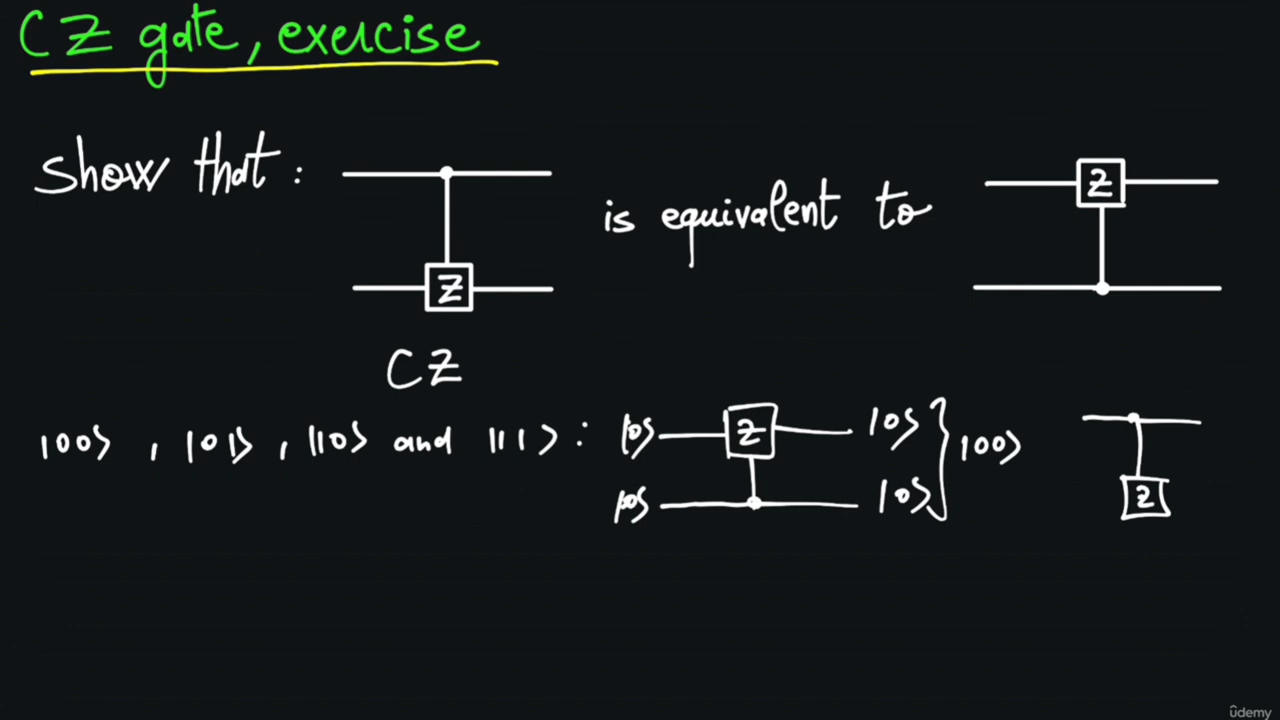 CZ gate, exercise
Show that: Z is equivalent to Z
CZ
|00⟩, |01⟩, |10⟩ and |11⟩: |0⟩ Z |0⟩ } |00⟩ Z
|0⟩ |0⟩
ûdemy